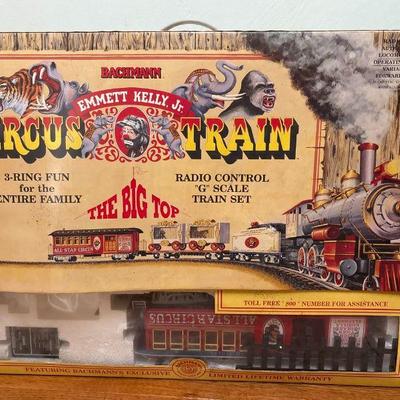 BACHMANN
EMMETT KELLY Jr.
IRCUS TRAIN
3-RING FUN
for the
ENTIRE FAMILY
RADIO CONTROL
"G" SCALE
TRAIN SET
THE BIG TOP
ALL STAR CIRCUS
TOLL FREE "800" NUMBER FOR ASSISTANCE
ALL STAR CIRCUS
FEATURING BACHMANN'S EXCLUSIVE LIMITED LIFETIME WARRANTY